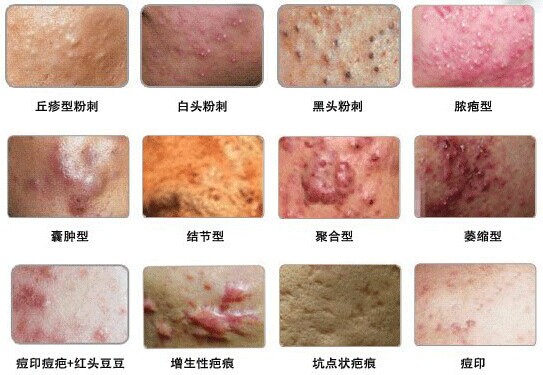 丘疹型粉刺
白头粉刺
黑头粉刺
脓疱型
囊肿型
结节型
聚合型
萎缩型
痘印痘疤+红头豆豆
增生性疤痕
坑点状疤痕
痘印